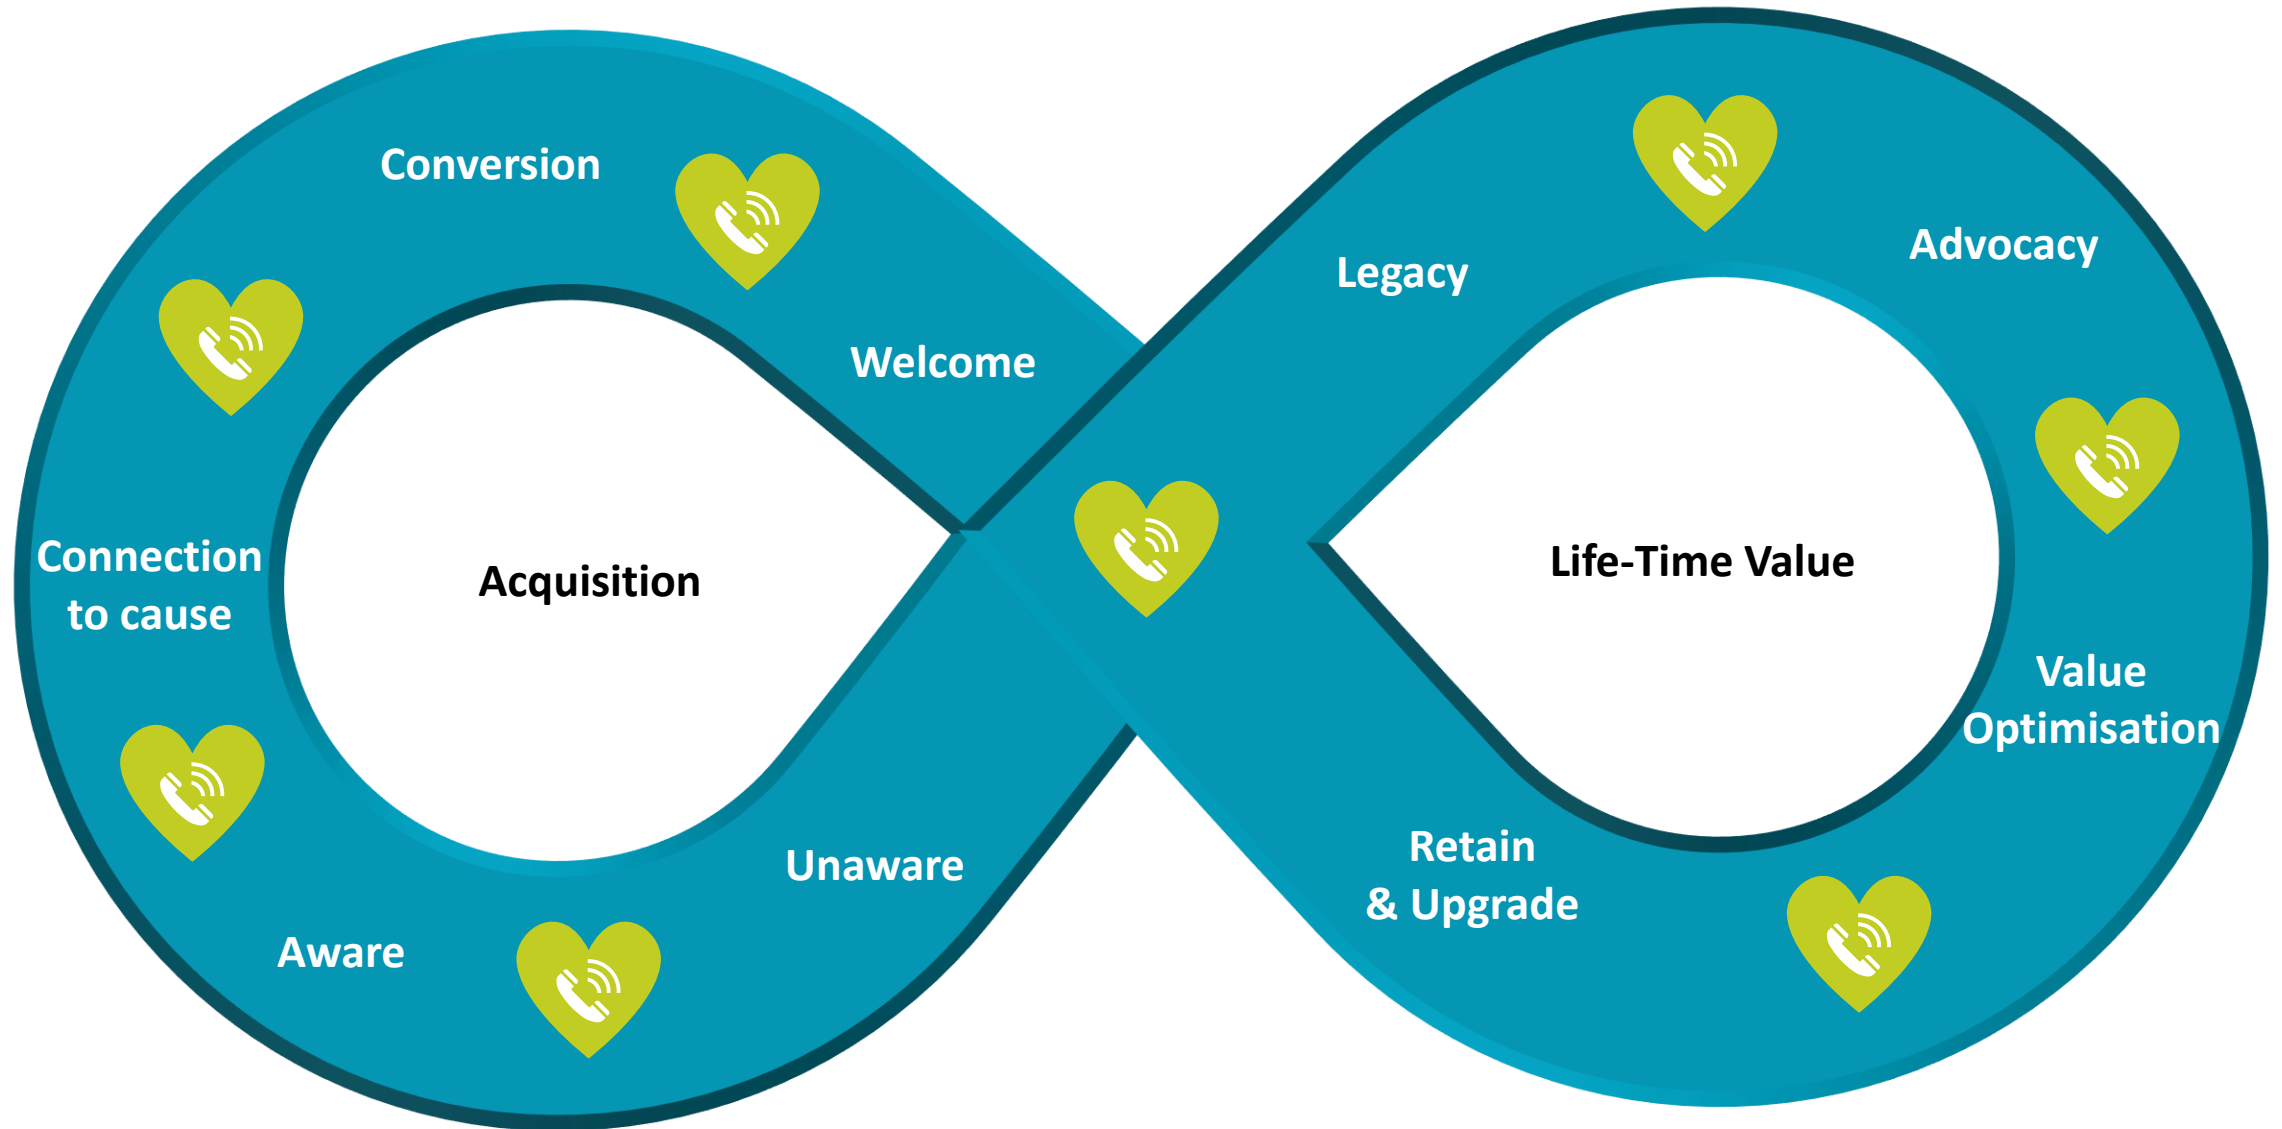 Conversion
Welcome
Connection
to cause
Acquisition
Aware
Unaware
Legacy
Advocacy
Life-Time Value
Value
Optimisation
Retain
& Upgrade